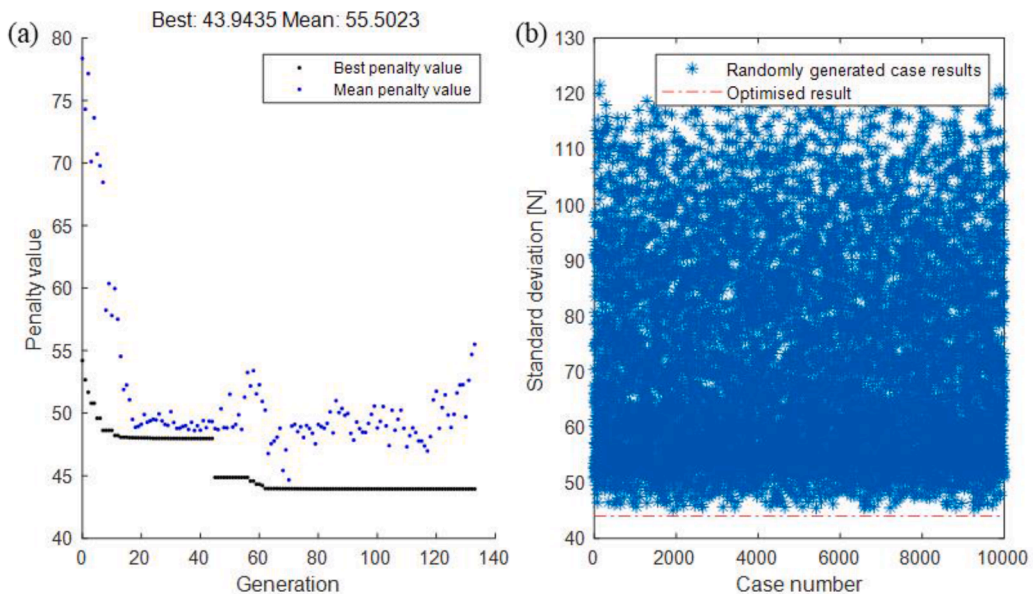 Best: 43.9435 Mean: 55.5023
(a)
80
75
70
65
60
55
50
45
40
Penalty value
Best penalty value
Mean penalty value
0 20 40 60 80 100 120 140
Generation
(b)
130
120
110
100
90
80
70
60
50
40
Standard deviation [N]
Randomly generated case results
Optimised result
0 2000 4000 6000 8000 10000
Case number